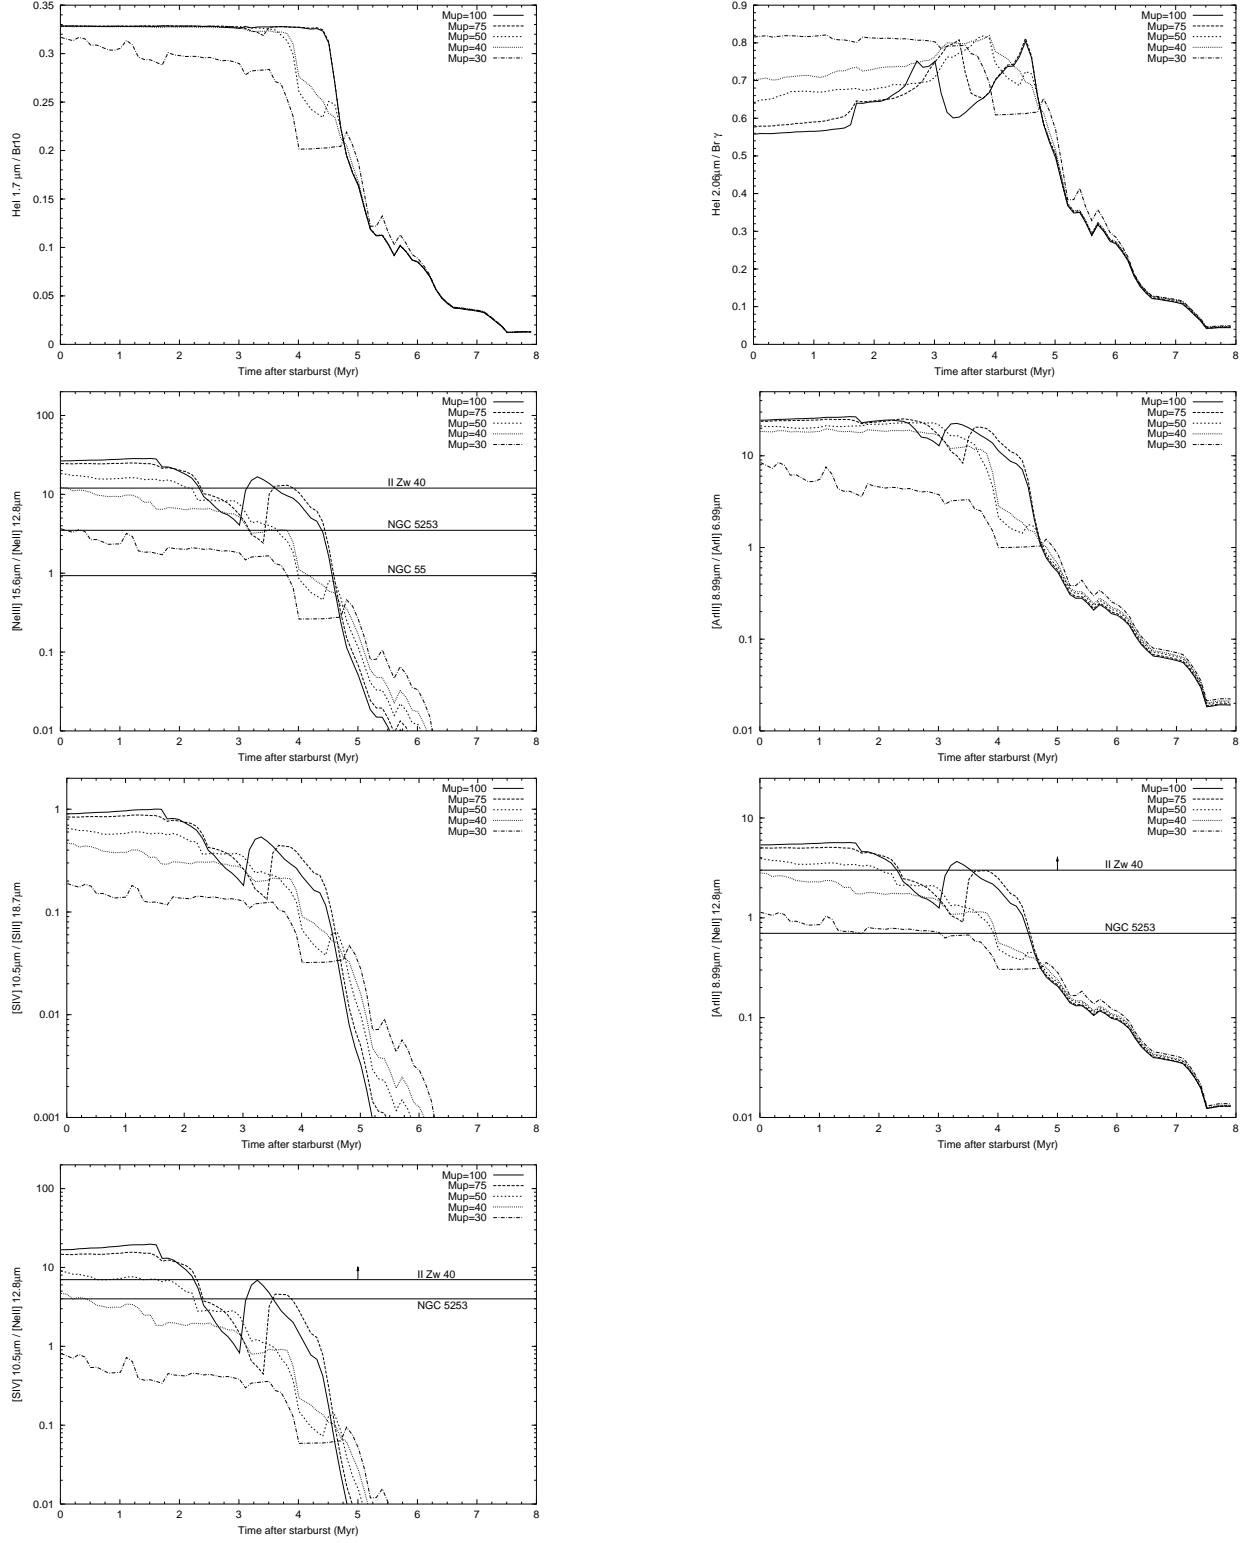 HeI 1.7 μm / Br10
0.35
0.3
0.25
0.2
0.15
0.1
0.05
0
0 1 2 3 4 5 6 7 8
Time after starburst (Myr)
Mup=100
Mup=75
Mup=50
Mup=40
Mup=30
HeI 2.06μm / Br γ
0.9
0.8
0.7
0.6
0.5
0.4
0.3
0.2
0.1
0
0 1 2 3 4 5 6 7 8
Time after starburst (Myr)
Mup=100
Mup=75
Mup=50
Mup=40
Mup=30
[NeIII] 15.6μm / [NeII] 12.8μm
100
10
1
0.1
0.01
0 1 2 3 4 5 6 7 8
Time after starburst (Myr)
Mup=100
Mup=75
Mup=50
Mup=40
Mup=30
II Zw 40
NGC 5253
NGC 55
[ArIII] 8.99μm / [ArII] 6.99μm
10
1
0.1
0.01
0 1 2 3 4 5 6 7 8
Time after starburst (Myr)
Mup=100
Mup=75
Mup=50
Mup=40
Mup=30
[SIV] 10.5μm / [SIII] 18.7μm
1
0.1
0.01
0.001
0 1 2 3 4 5 6 7 8
Time after starburst (Myr)
Mup=100
Mup=75
Mup=50
Mup=40
Mup=30
[ArIII] 8.99μm / [NeII] 12.8μm
10
1
0.1
0.01
0 1 2 3 4 5 6 7 8
Time after starburst (Myr)
Mup=100
Mup=75
Mup=50
Mup=40
Mup=30
II Zw 40
NGC 5253
[SIV] 10.5μm / [NeII] 12.8μm
100
10
1
0.1
0.01
0 1 2 3 4 5 6 7 8
Time after starburst (Myr)
Mup=100
Mup=75
Mup=50
Mup=40
Mup=30
II Zw 40
NGC 5253